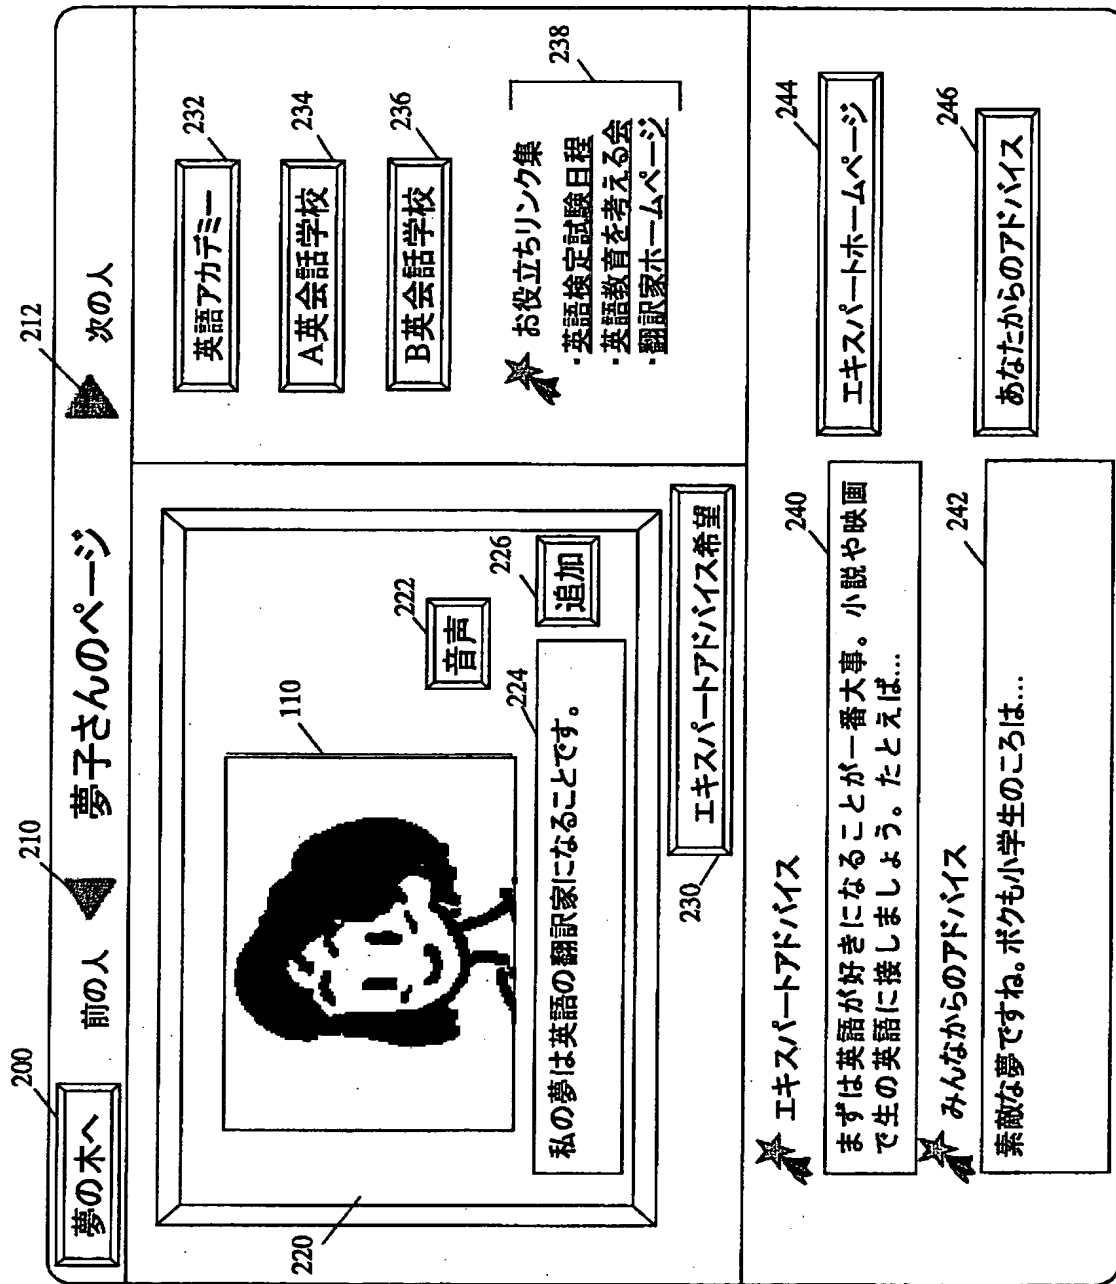 200
夢の木へ
前の人
210
夢子さんのページ
212
次の人
220
110
222
音声
224
私の夢は英語の翻訳家になることです。
226
追加
230
エキスパートアドバイス希望
232
英語アカデミー
234
A英会話学校
236
B英会話学校
238
お役立ちリンク集
・英語検定試験日程
・英語教育を考える会
・翻訳家ホームページ
エキスパートアドバイス
240
まずは英語が好きになることが一番大事。小説や映画
で生の英語に接しましょう。たとえば...
244
エキスパートホームページ
みんなからのアドバイス
242
素敵な夢ですね。ボクも小学生のころは...
246
あなたからのアドバイス